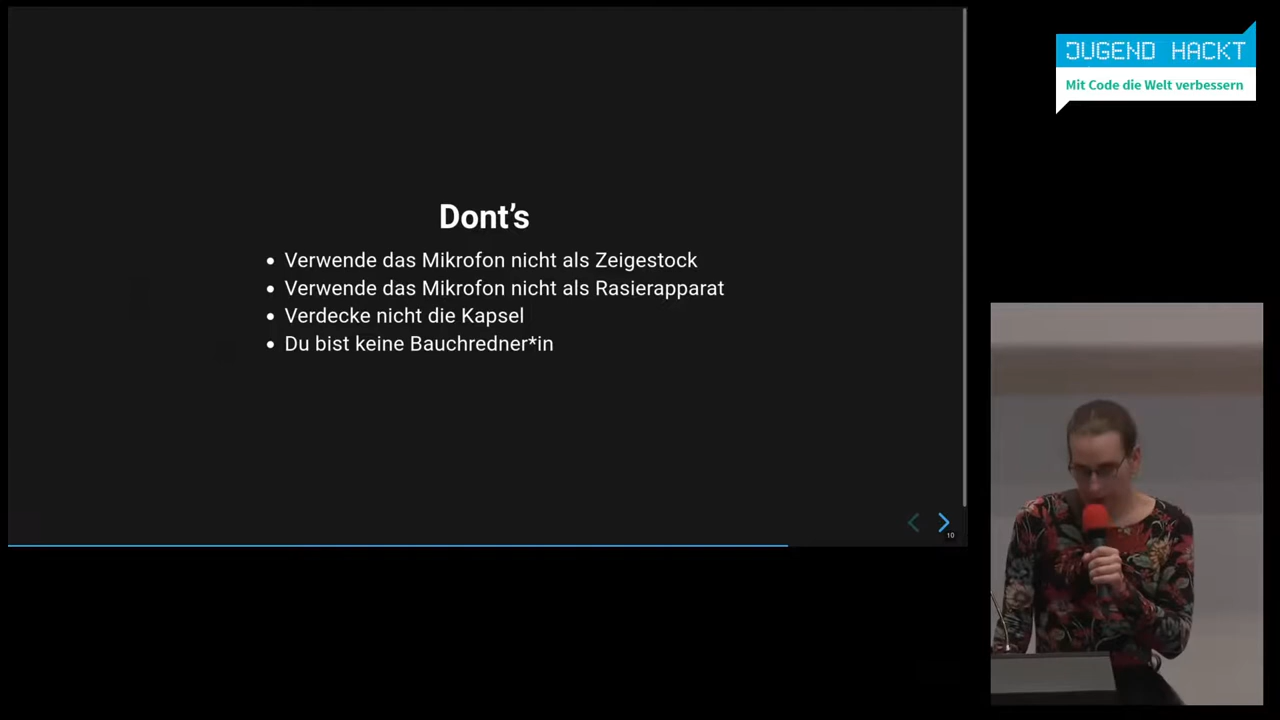 JUGEND HACKT
Mit Code die Welt verbessern
Dont’s
• Verwende das Mikrofon nicht als Zeigestock
• Verwende das Mikrofon nicht als Rasierapparat
• Verdecke nicht die Kapsel
• Du bist keine Bauchredner*in
10